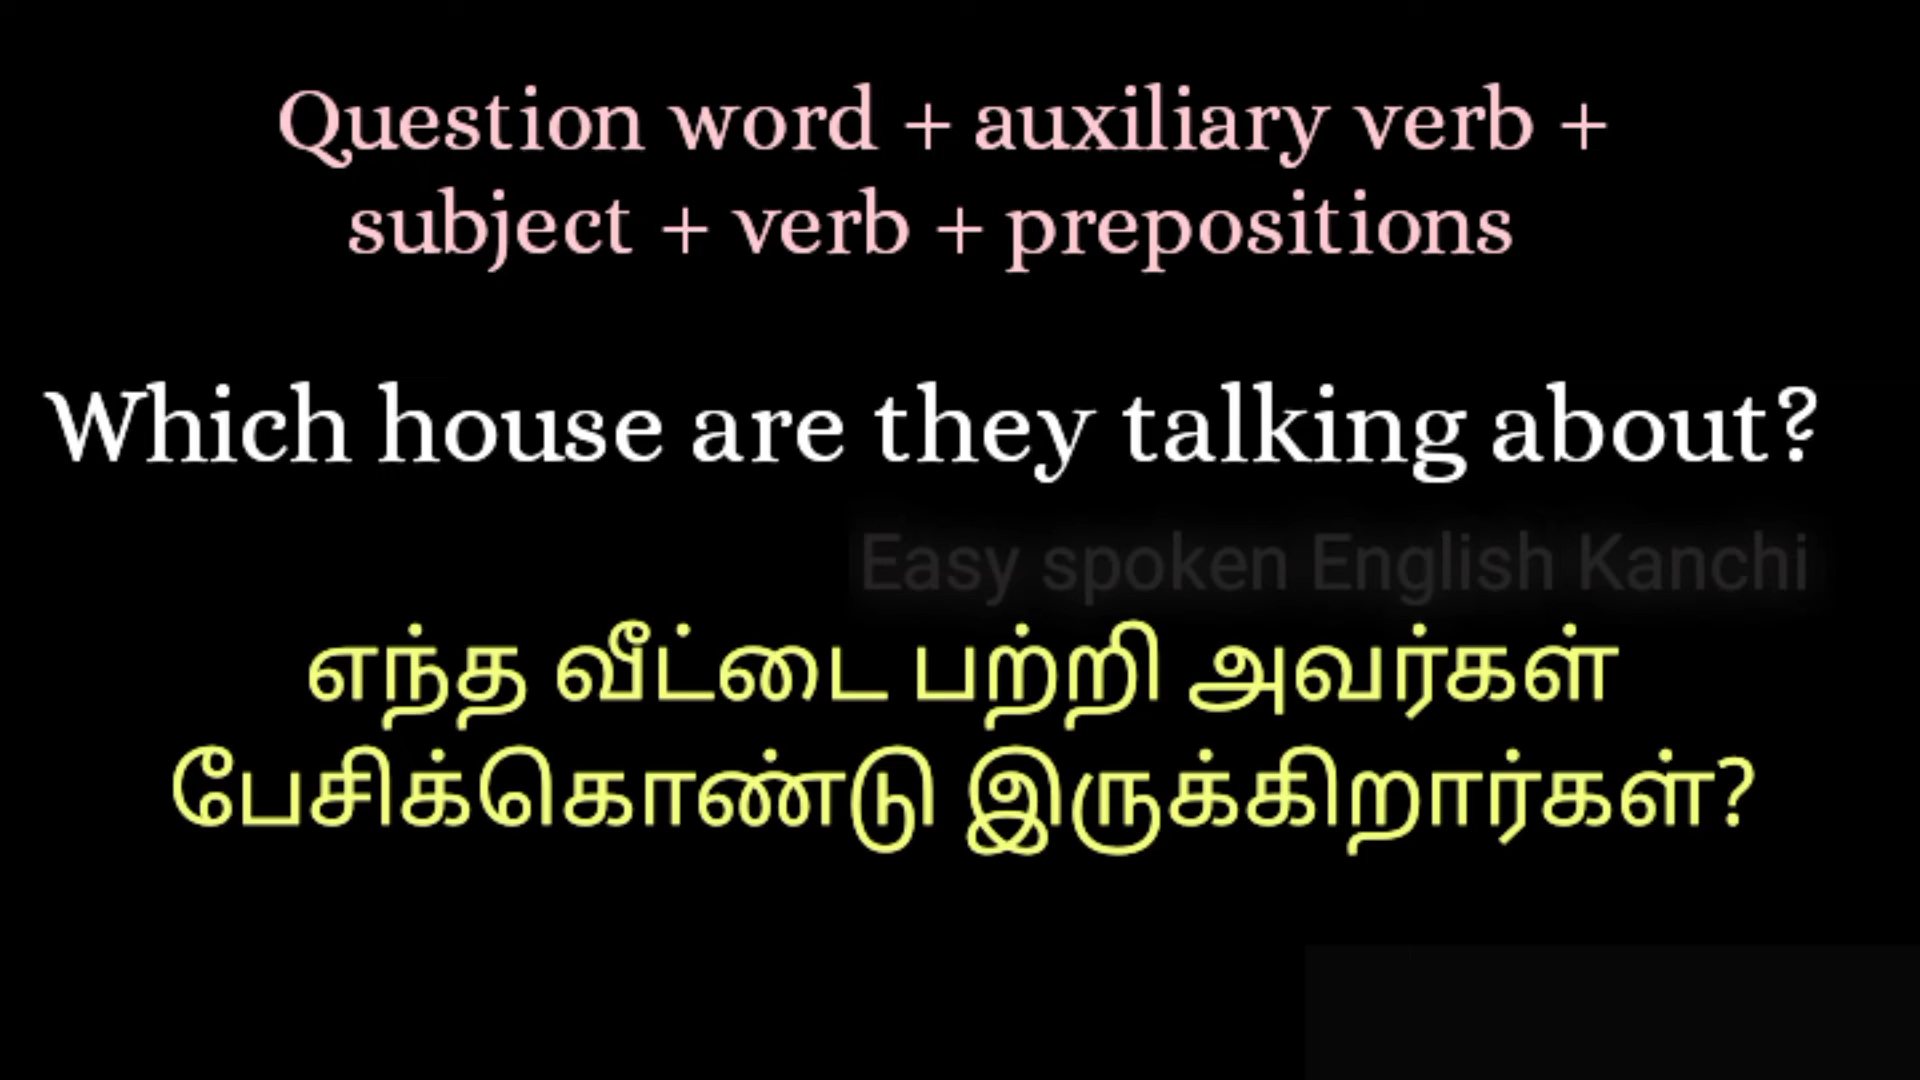 Question word + auxiliary verb +
subject + verb + prepositions
Which house are they talking about?
Easy spoken English Kanchi
எந்த வீட்டை பற்றி அவர்கள்
பேசிக்கொண்டு இருக்கிறார்கள்?